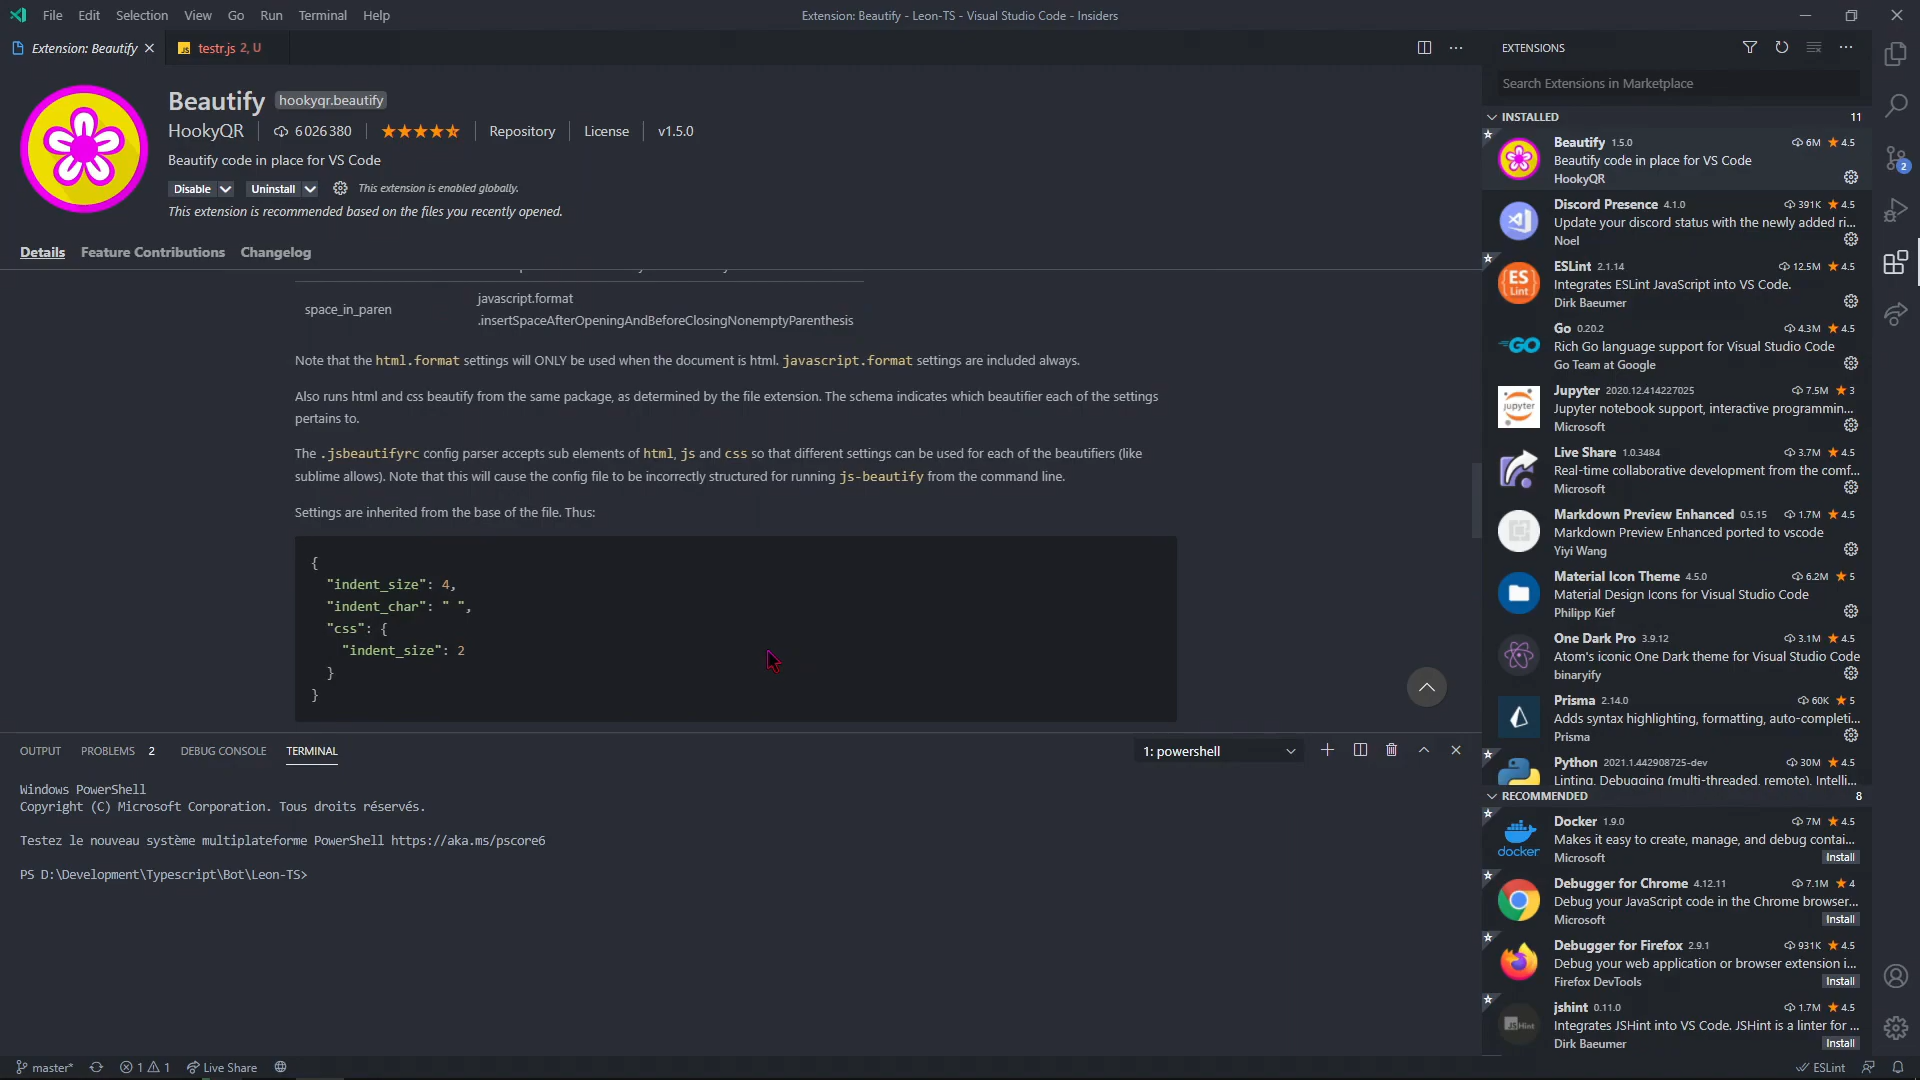 File Edit Selection View Go Run Terminal Help
Extension: Beautify - Leon-TS - Visual Studio Code - Insiders
Extension: Beautify
JS testr.js 2, U
Beautify hookyqr.beautify
HookyQR 6 026 380 Repository License v1.5.0
Beautify code in place for VS Code
Disable Uninstall This extension is enabled globally.
This extension is recommended based on the files you recently opened.
Details Feature Contributions Changelog
space_in_paren
javascript.format
.insertSpaceAfterOpeningAndBeforeClosingNonemptyParenthesis
Note that the html.format settings will ONLY be used when the document is html. javascript.format settings are included always.
Also runs html and css beautify from the same package, as determined by the file extension. The schema indicates which beautifier each of the settings
pertains to.
The .jsbeautifyrc config parser accepts sub elements of html, js and css so that different settings can be used for each of the beautifiers (like
sublime allows). Note that this will cause the config file to be incorrectly structured for running js-beautify from the command line.
Settings are inherited from the base of the file. Thus:
{
"indent_size": 4,
"indent_char": " ",
"css": {
"indent_size": 2
}
}
OUTPUT PROBLEMS 2 DEBUG CONSOLE TERMINAL
1: powershell
Windows PowerShell
Copyright (C) Microsoft Corporation. Tous droits réservés.
Testez le nouveau système multiplateforme PowerShell https://aka.ms/pscore6
PS D:\Development\Typescript\Bot\Leon-TS>
EXTENSIONS
Search Extensions in Marketplace
INSTALLED 11
Beautify 1.5.0 6M 4.5
Beautify code in place for VS Code
HookyQR
Discord Presence 4.1.0 391K 4.5
Update your discord status with the newly added ri...
Noel
ES Lint
ESLint 2.1.14 12.5M 4.5
Integrates ESLint JavaScript into VS Code.
Dirk Baeumer
GO
Go 0.20.2 4.3M 4.5
Rich Go language support for Visual Studio Code
Go Team at Google
jupyter
Jupyter 2020.12.414227025 7.5M 3
Jupyter notebook support, interactive programmin...
Microsoft
Live Share 1.0.3484 3.7M 4.5
Real-time collaborative development from the comf...
Microsoft
Markdown Preview Enhanced 0.5.15 1.7M 4.5
Markdown Preview Enhanced ported to vscode
Yiyi Wang
Material Icon Theme 4.5.0 6.2M 5
Material Design Icons for Visual Studio Code
Philipp Kief
One Dark Pro 3.9.12 3.1M 4.5
Atom's iconic One Dark theme for Visual Studio Code
binaryify
Prisma 2.14.0 60K 5
Adds syntax highlighting, formatting, auto-completi...
Prisma
Python 2021.1.442908725-dev 30M 4.5
Linting, Debugging (multi-threaded, remote), Intelli...
RECOMMENDED 8
docker
Docker 1.9.0 7M 4.5
Makes it easy to create, manage, and debug contai...
Microsoft Install
Debugger for Chrome 4.12.11 7.1M 4
Debug your JavaScript code in the Chrome browser...
Microsoft Install
Debugger for Firefox 2.9.1 931K 4.5
Debug your web application or browser extension i...
Firefox DevTools Install
JSHint
jshint 0.11.0 1.7M 4.5
Integrates JSHint into VS Code. JSHint is a linter for ...
Dirk Baeumer Install
2
master* 1 1 Live Share
ESLint